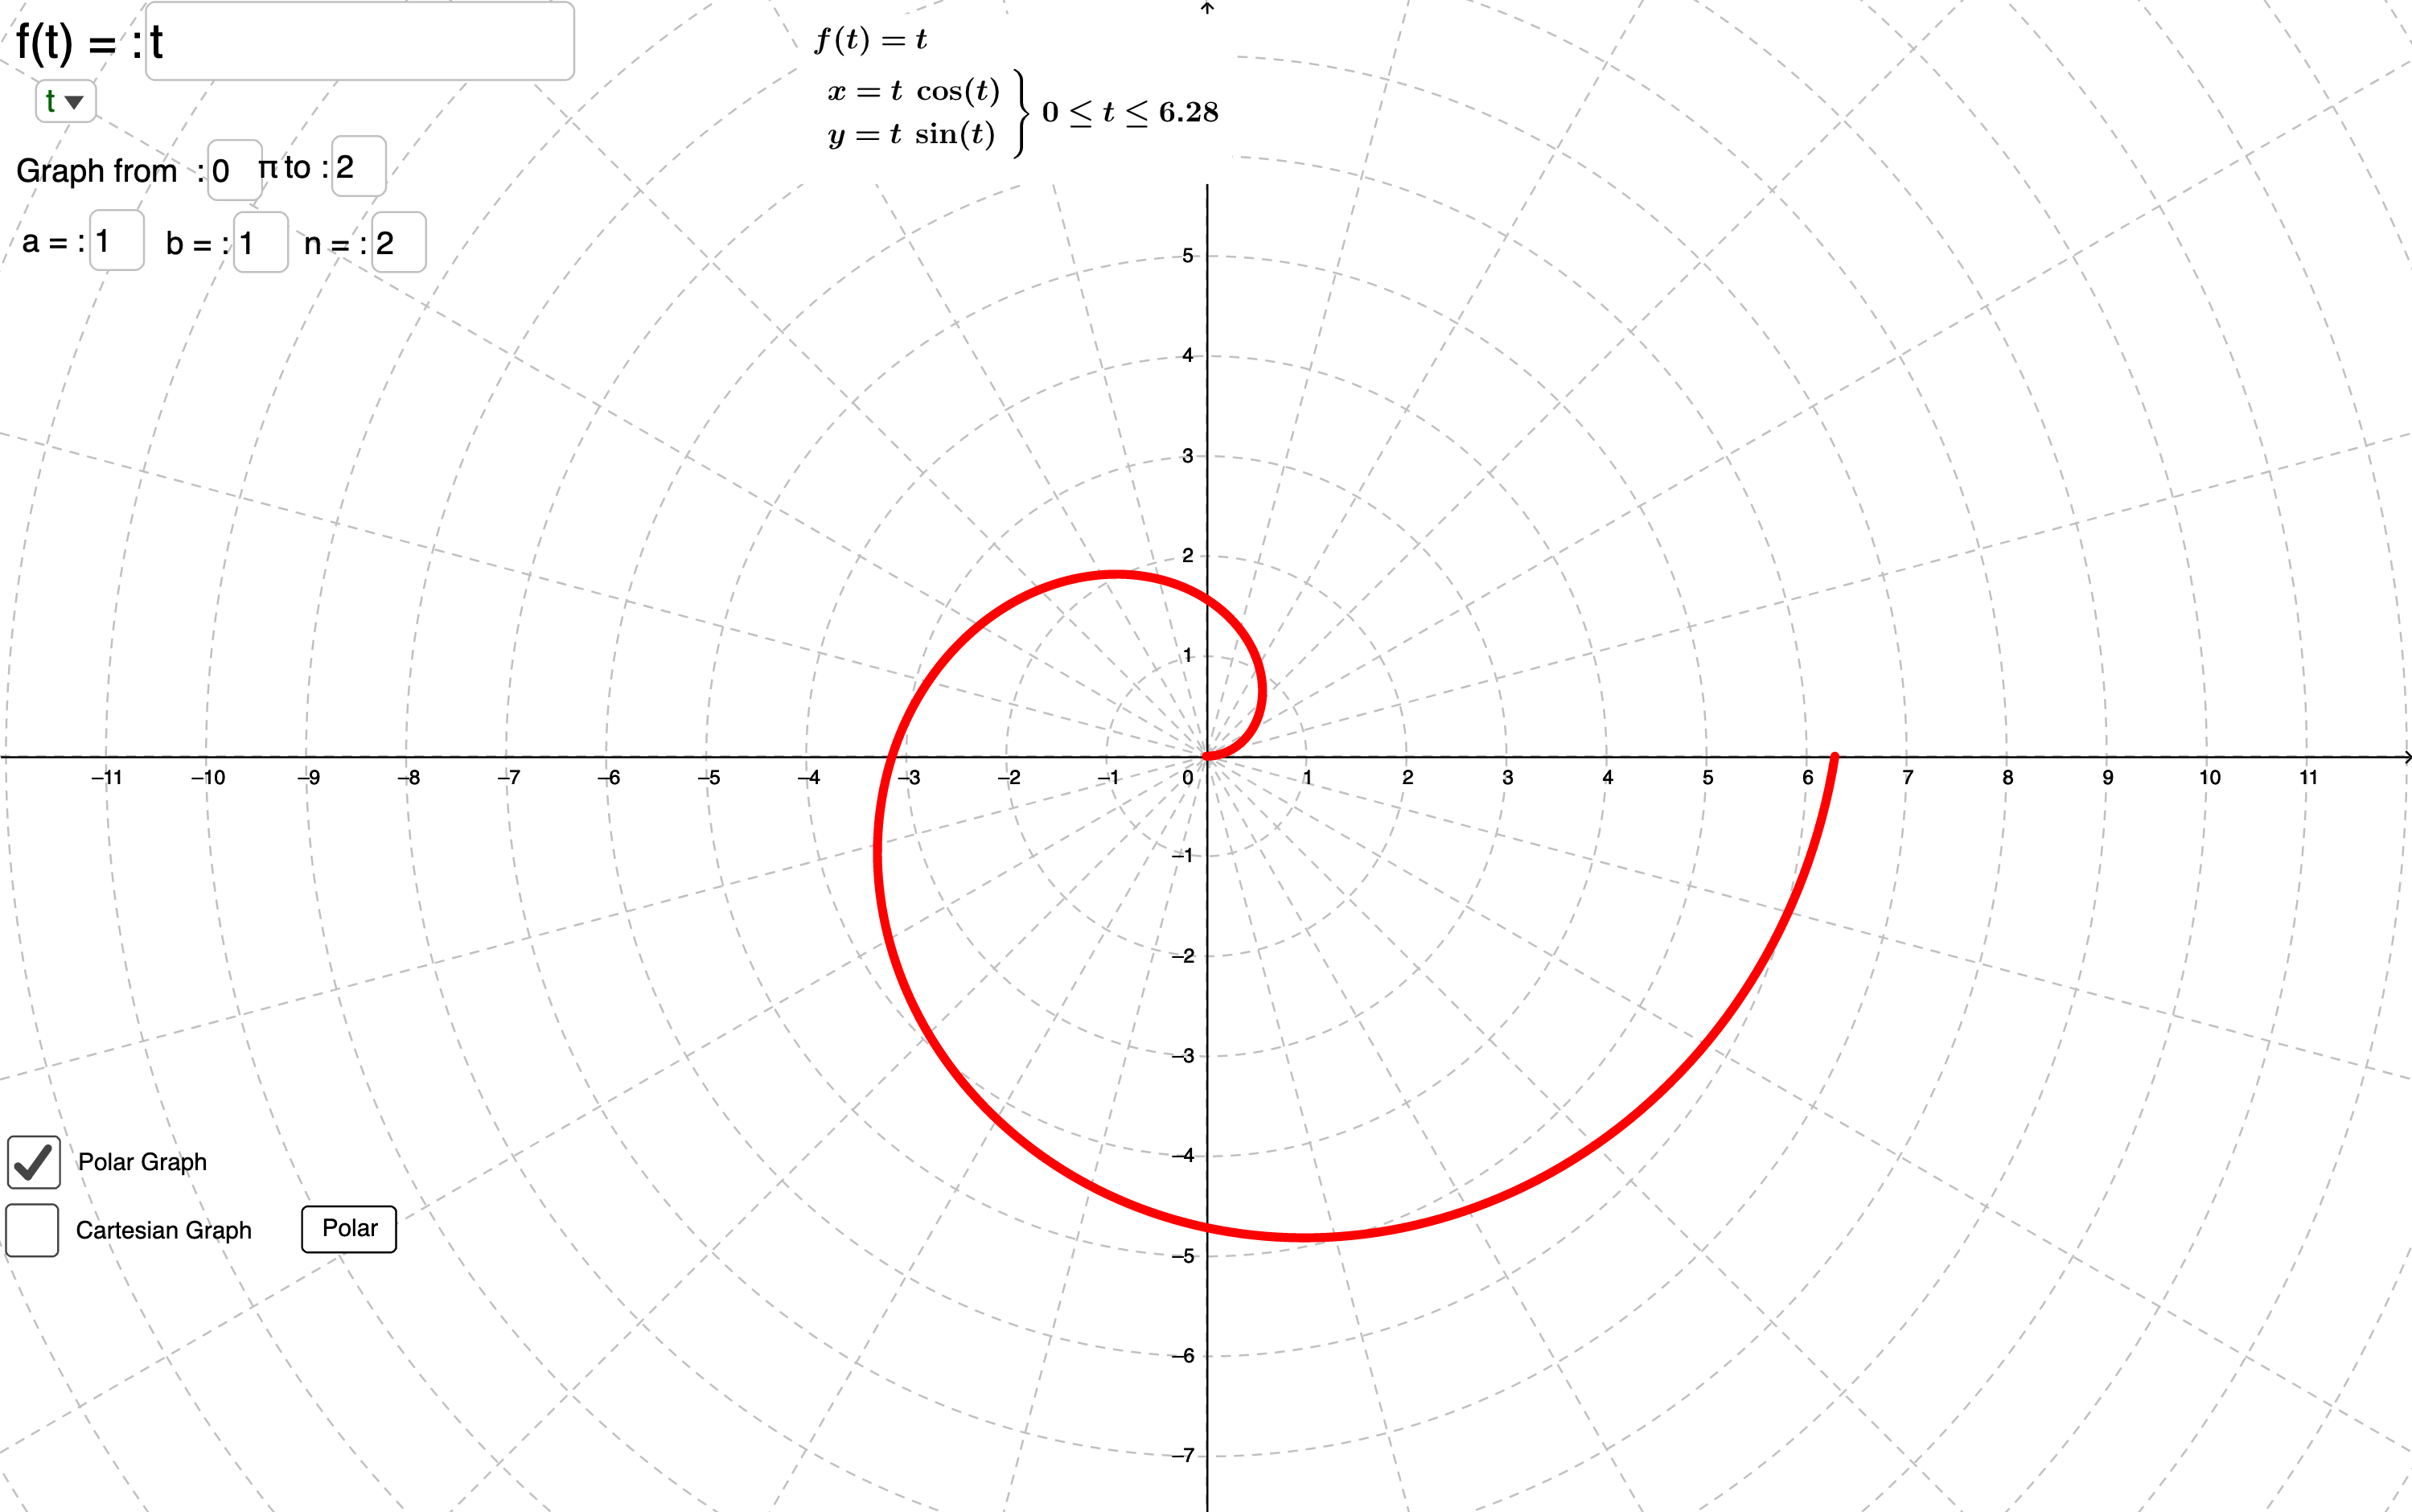 f(t) = : t
t
Graph from : 0 π to : 2
a = : 1 b = : 1 n = : 2
f(t) = t
x = t cos(t)
y = t sin(t)
0 ≤ t ≤ 6.28
5
4
3
2
1
–11 –10 –9 –8 –7 –6 –5 –4 –3 –2 –1 0 1 2 3 4 5 6 7 8 9 10 11
–1
–2
–3
–4
–5
–6
–7
Polar Graph
Cartesian Graph Polar